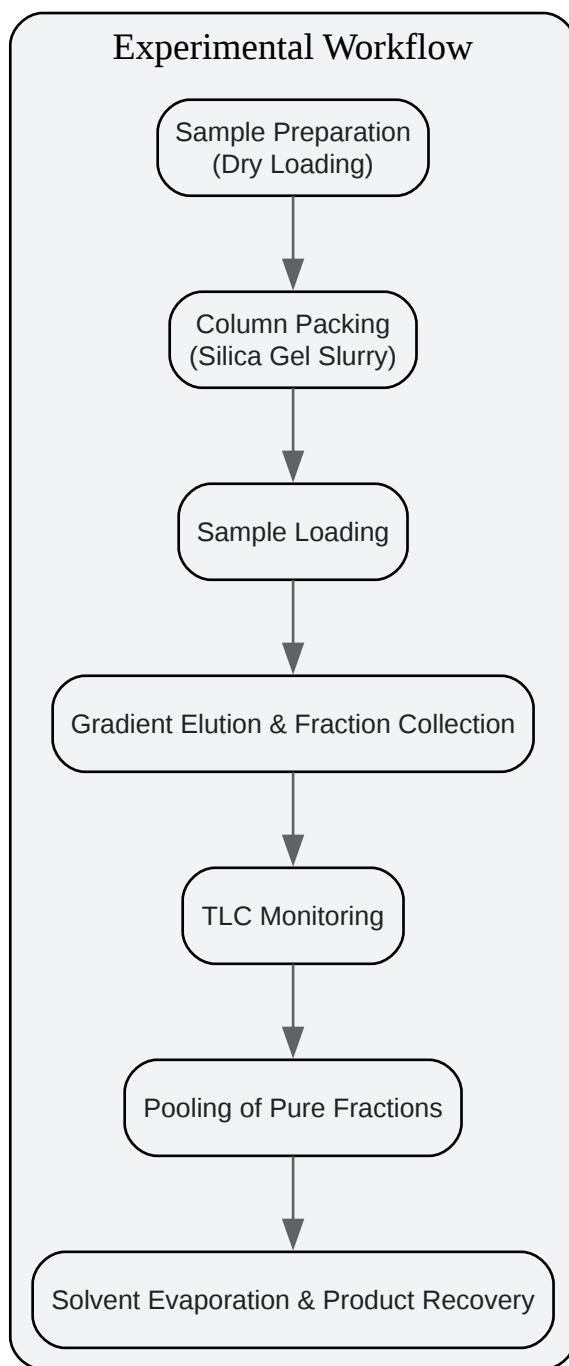 Experimental Workflow
Sample Preparation
(Dry Loading)
Column Packing
(Silica Gel Slurry)
Sample Loading
Gradient Elution & Fraction Collection
TLC Monitoring
Pooling of Pure Fractions
Solvent Evaporation & Product Recovery